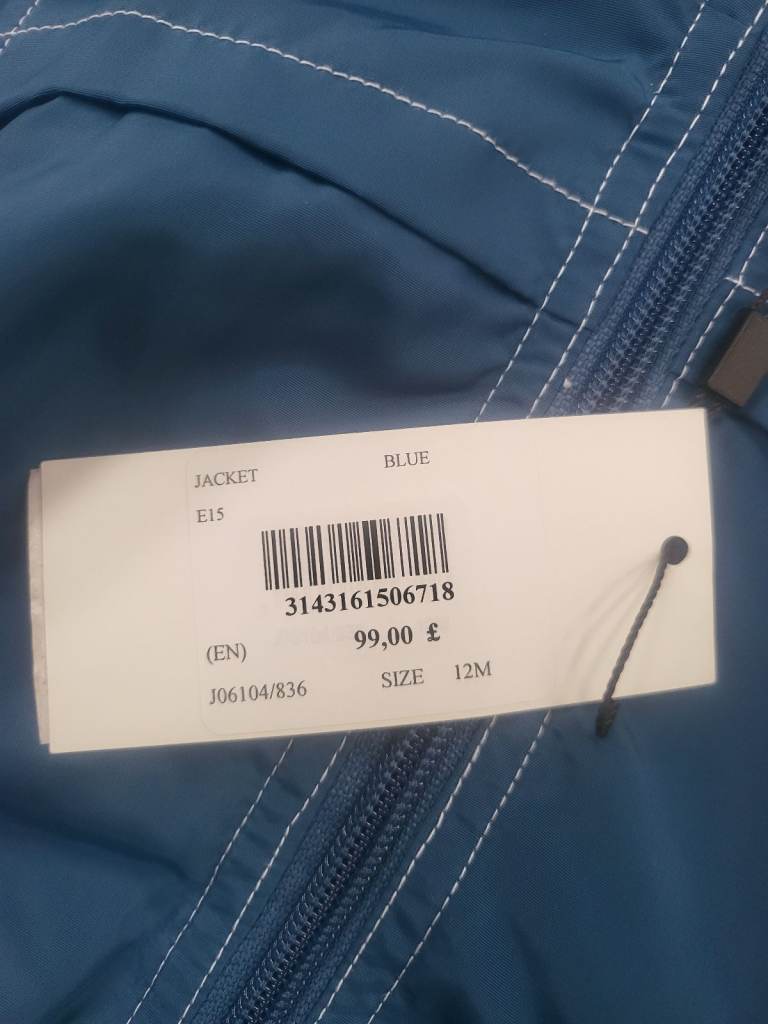 JACKET BLUE
E15
3143161506718
99,00 £
(EN)
J06104/836 SIZE 12M